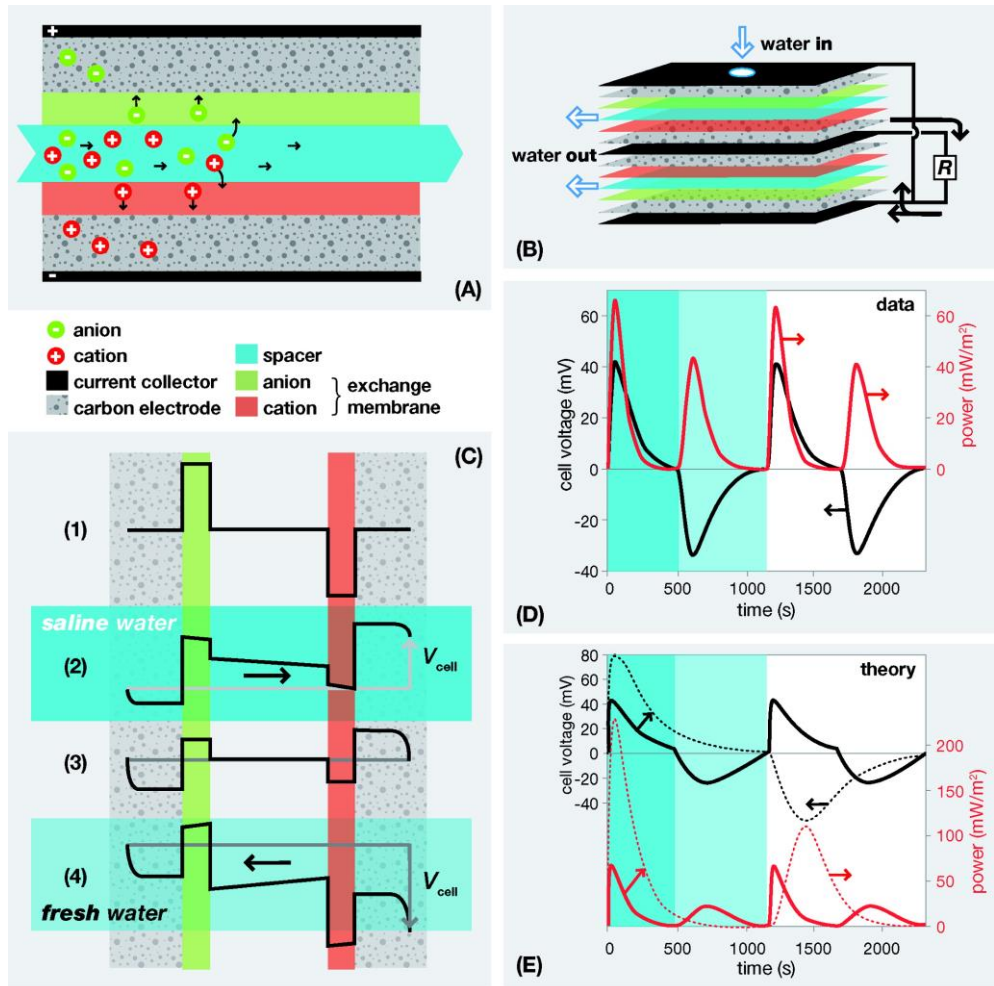 +
-
(A)
anion
cation
current collector
carbon electrode
spacer
anion
cation
exchange
membrane
water in
water out
R
(B)
(C)
(1)
saline water
(2)
Vcell
(3)
(4)
fresh water
Vcell
data
60
40
20
0
-20
-40
cell voltage (mV)
60
40
20
0
power (mW/m²)
0
500
1000
1500
2000
time (s)
(D)
theory
80
60
40
20
0
-20
-40
cell voltage (mV)
200
150
100
50
0
power (mW/m²)
0
500
1000
1500
2000
time (s)
(E)